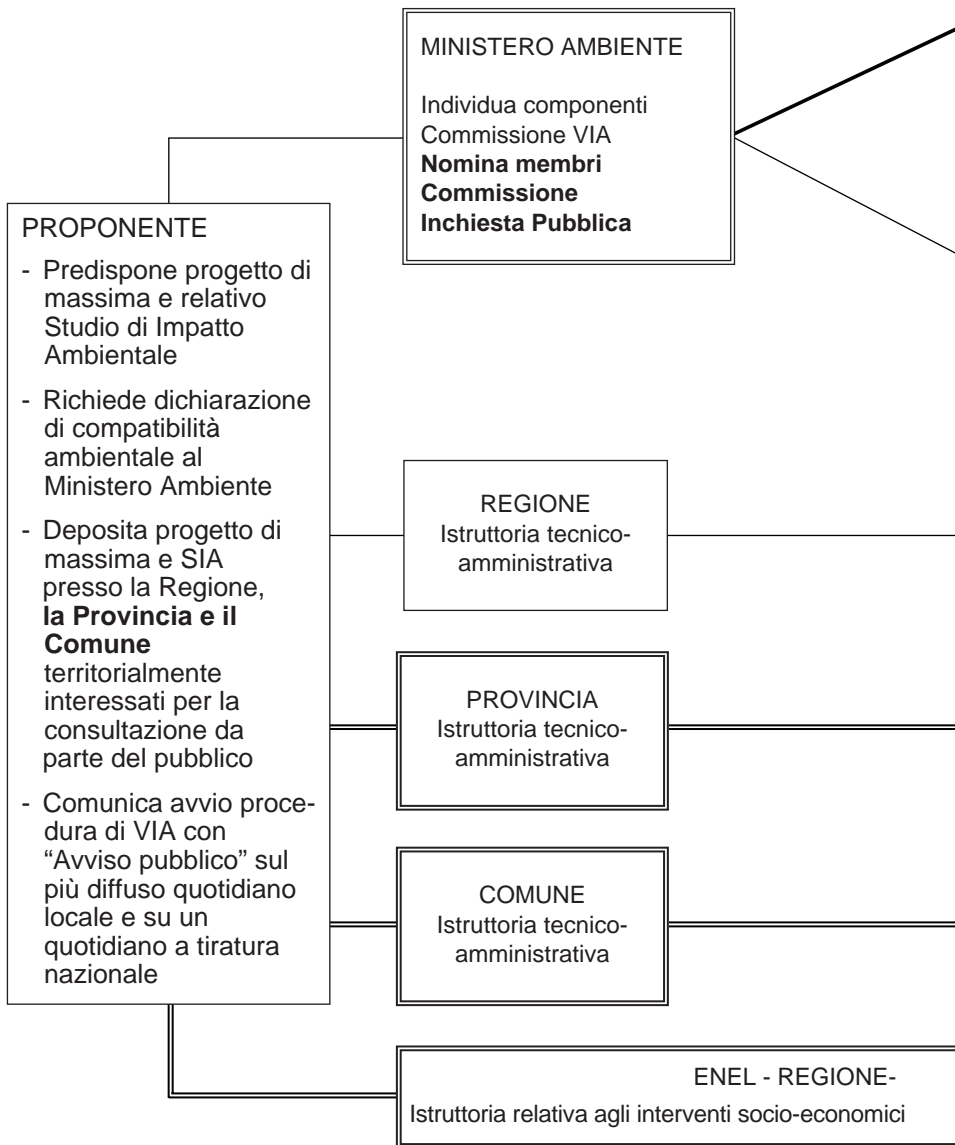 MINISTERO AMBIENTE
Individua componenti
Commissione VIA
Nomina membri
Commissione
Inchiesta Pubblica
PROPONENTE
- Predispone progetto di
massima e relativo
Studio di Impatto
Ambientale
- Richiede dichiarazione
di compatibilità
ambientale al
Ministero Ambiente
- Deposita progetto di
massima e SIA
presso la Regione,
la Provincia e il
Comune
territorialmente
interessati per la
consultazione da
parte del pubblico
- Comunica avvio proce-
dura di VIA con
“Avviso pubblico” sul
più diffuso quotidiano
locale e su un
quotidiano a tiratura
nazionale
REGIONE
Istruttoria tecnico-
amministrativa
PROVINCIA
Istruttoria tecnico-
amministrativa
COMUNE
Istruttoria tecnico-
amministrativa
ENEL - REGIONE-
Istruttoria relativa agli interventi socio-economici